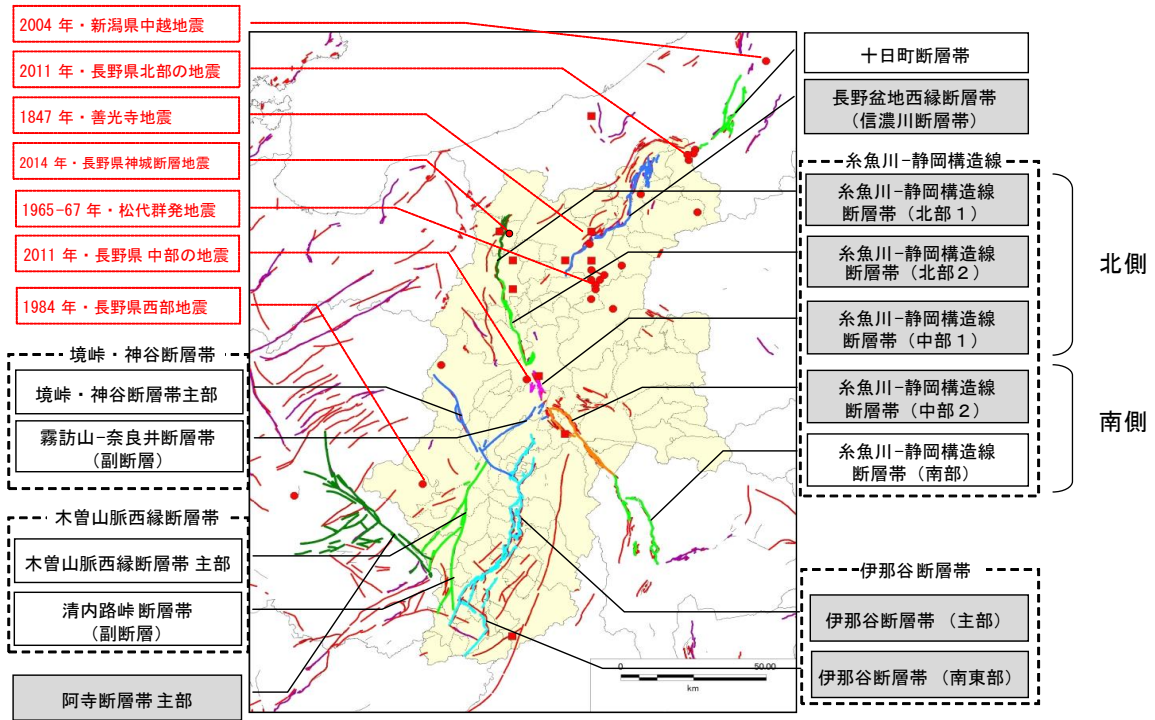 2004 年・新潟県中越地震
2011 年・長野県北部の地震
1847 年・善光寺地震
2014 年・長野県神城断層地震
1965-67 年・松代群発地震
2011 年・長野県 中部の地震
1984 年・長野県西部地震
境峠・神谷断層帯
境峠・神谷断層帯主部
霧訪山−奈良井断層帯
(副断層)
木曽山脈西縁断層帯
木曽山脈西縁断層帯 主部
清内路峠 断層帯
(副断層)
阿寺断層帯 主部
十日町断層帯
長野盆地西縁断層帯
(信濃川断層帯)
糸魚川−静岡構造線
糸魚川−静岡構造線
断層帯（北部１）
糸魚川−静岡構造線
断層帯（北部２）
糸魚川−静岡構造線
断層帯（中部１）
北側
糸魚川−静岡構造線
断層帯（中部２）
糸魚川−静岡構造線
断層帯（南部）
南側
伊那谷断層帯
伊那谷断層帯 （主部）
伊那谷断層帯 （南東部）
0 50.00
km